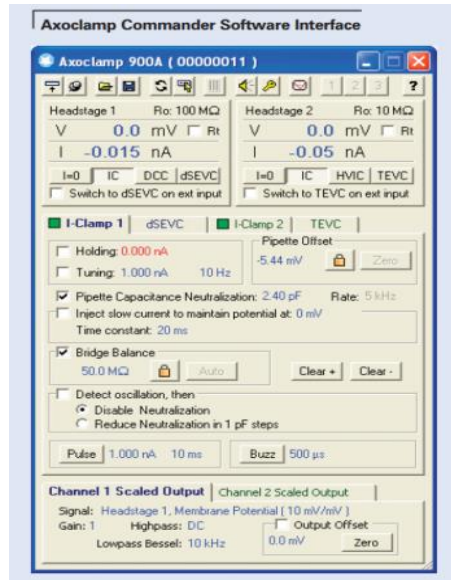 Axoclamp Commander Software Interface
Axoclamp 900A ( 00000011 )
1 2 3 ?
Headstage 1 Ro: 100 MΩ
V 0.0 mV Rt
I -0.015 nA
I=0 IC DCC dSEVC
Switch to dSEVC on ext input
Headstage 2 Ro: 10 MΩ
V 0.0 mV Rt
I -0.05 nA
I=0 IC HVIC TEVC
Switch to TEVC on ext input
I-Clamp 1 dSEVC I-Clamp 2 TEVC
Holding: 0.000 nA
Tuning: 1.000 nA 10 Hz
Pipette Offset
-5.44 mV Zero
Pipette Capacitance Neutralization: 2.40 pF Rate: 5 kHz
Inject slow current to maintain potential at: 0 mV
Time constant: 20 ms
Bridge Balance
50.0 MΩ Auto Clear + Clear -
Detect oscillation, then
Disable Neutralization
Reduce Neutralization in 1 pF steps
Pulse 1.000 nA 10 ms Buzz 500 µs
Channel 1 Scaled Output Channel 2 Scaled Output
Signal: Headstage 1, Membrane Potential [ 10 mV/mV ]
Gain: 1 Highpass: DC Output Offset
Lowpass Bessel: 10 kHz 0.0 mV Zero